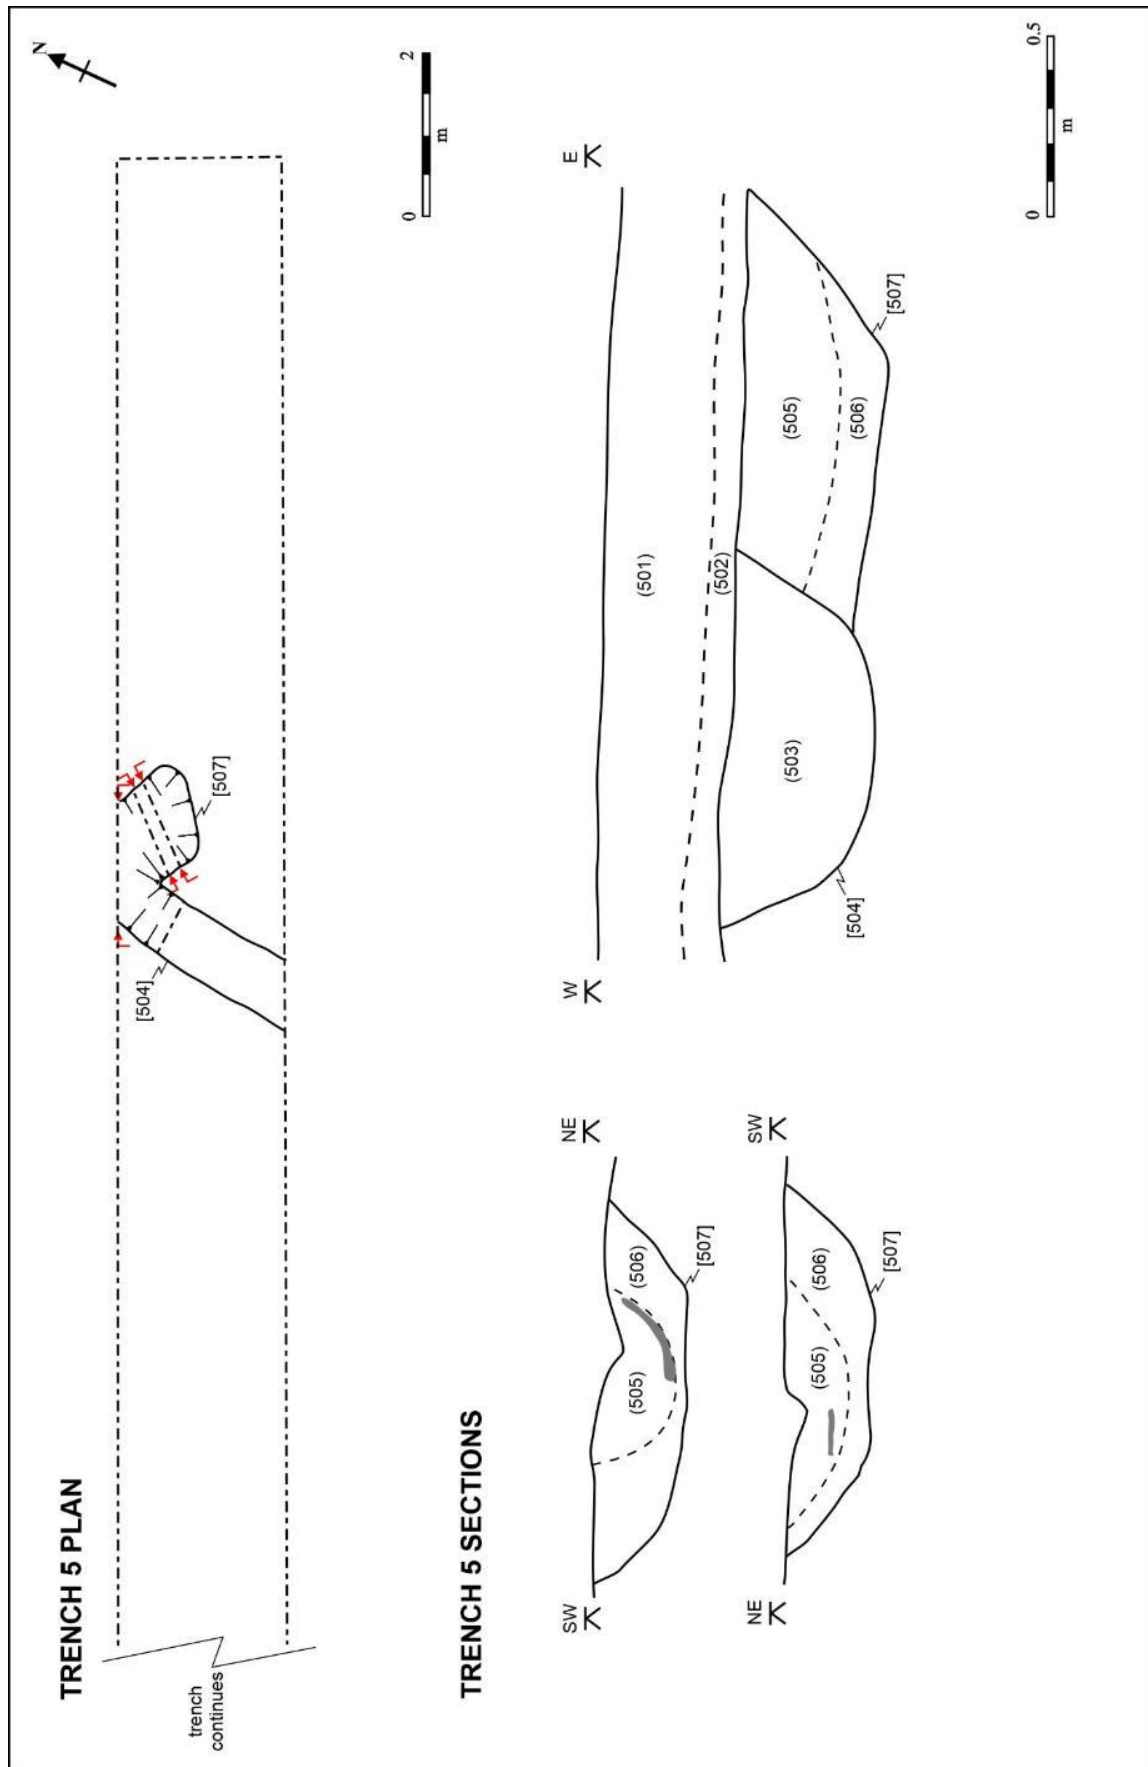 TRENCH 5 PLAN
N
trench
continues
[504]
[507]
0
2
m
TRENCH 5 SECTIONS
SW
NE
(505)
(506)
[507]
W
E
(501)
(502)
(503)
(505)
(506)
[504]
[507]
NE
SW
(505)
(506)
[507]
0
0.5
m